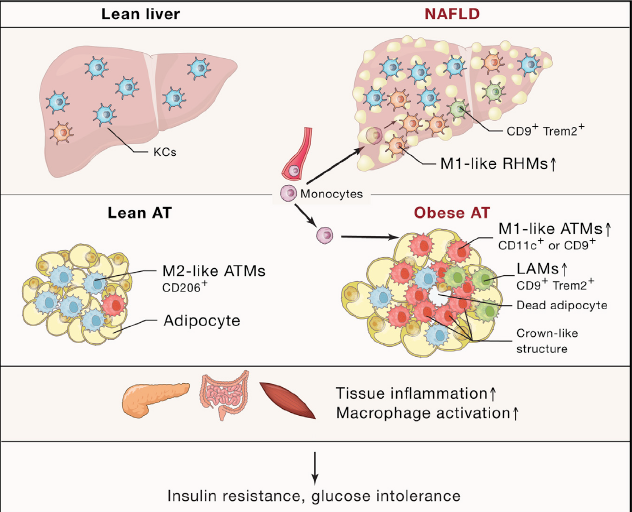 Lean liver
NAFLD
KCs
CD9⁺ Trem2⁺
M1-like RHMs↑
Monocytes
Lean AT
Obese AT
M2-like ATMs
CD206⁺
Adipocyte
M1-like ATMs↑
CD11c⁺ or CD9⁺
LAMs↑
CD9⁺ Trem2⁺
Dead adipocyte
Crown-like
structure
Tissue inflammation↑
Macrophage activation↑
Insulin resistance, glucose intolerance